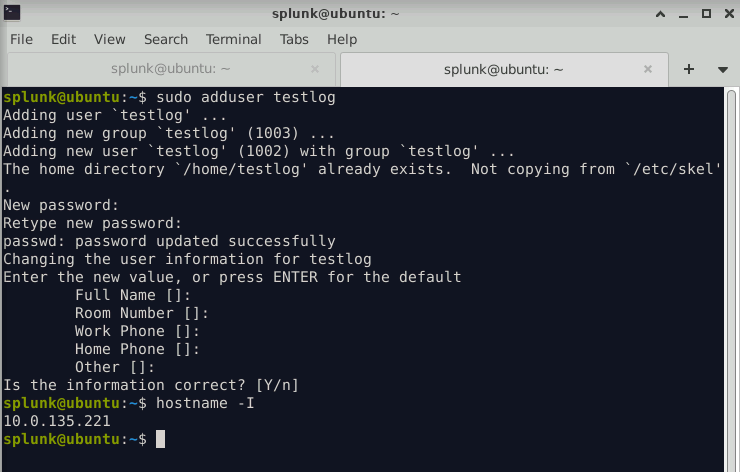 splunk@ubuntu: ~
File Edit View Search Terminal Tabs Help
splunk@ubuntu: ~ × splunk@ubuntu: ~ ×
splunk@ubuntu:~$ sudo adduser testlog
Adding user `testlog' ...
Adding new group `testlog' (1003) ...
Adding new user `testlog' (1002) with group `testlog' ...
The home directory `/home/testlog' already exists.  Not copying from `/etc/skel'
.
New password:
Retype new password:
passwd: password updated successfully
Changing the user information for testlog
Enter the new value, or press ENTER for the default
        Full Name []:
        Room Number []:
        Work Phone []:
        Home Phone []:
        Other []:
Is the information correct? [Y/n]
splunk@ubuntu:~$ hostname -I
10.0.135.221
splunk@ubuntu:~$